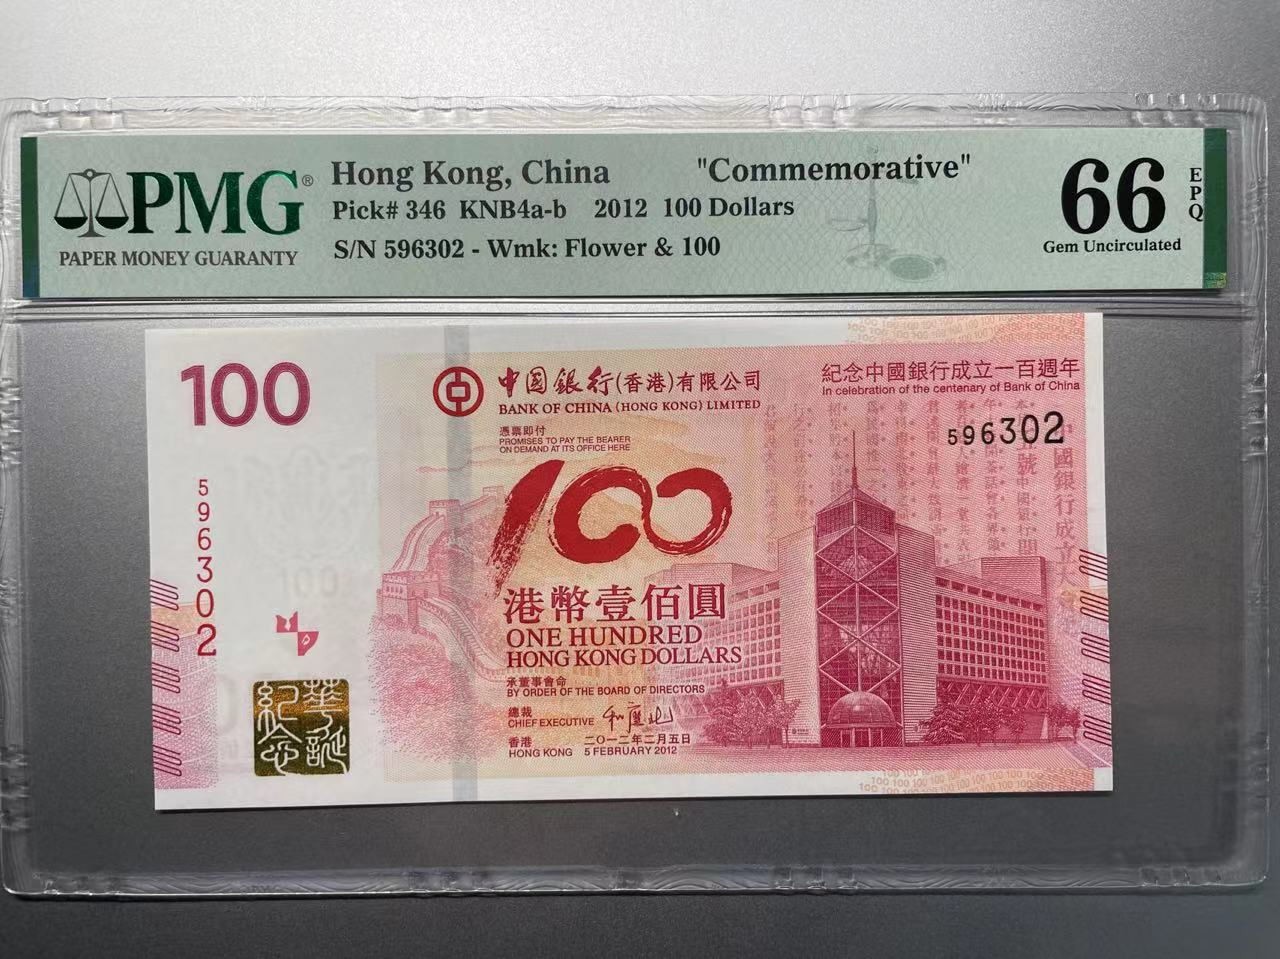 PMG®
PAPER MONEY GUARANTY
Hong Kong, China "Commemorative"
Pick# 346 KNB4a-b 2012 100 Dollars
S/N 596302 - Wmk: Flower & 100
66 EPQ
Gem Uncirculated
100
中國銀行(香港)有限公司
BANK OF CHINA (HONG KONG) LIMITED
紀念中國銀行成立一百週年
In celebration of the centenary of Bank of China
憑票即付
PROMISES TO PAY THE BEARER
ON DEMAND AT ITS OFFICE HERE
596302
596302
100
港幣壹佰圓
ONE HUNDRED
HONG KONG DOLLARS
承董事會命
BY ORDER OF THE BOARD OF DIRECTORS
總裁
CHIEF EXECUTIVE
香港 二〇一二年二月五日
HONG KONG 5 FEBRUARY 2012
華誕
紀念